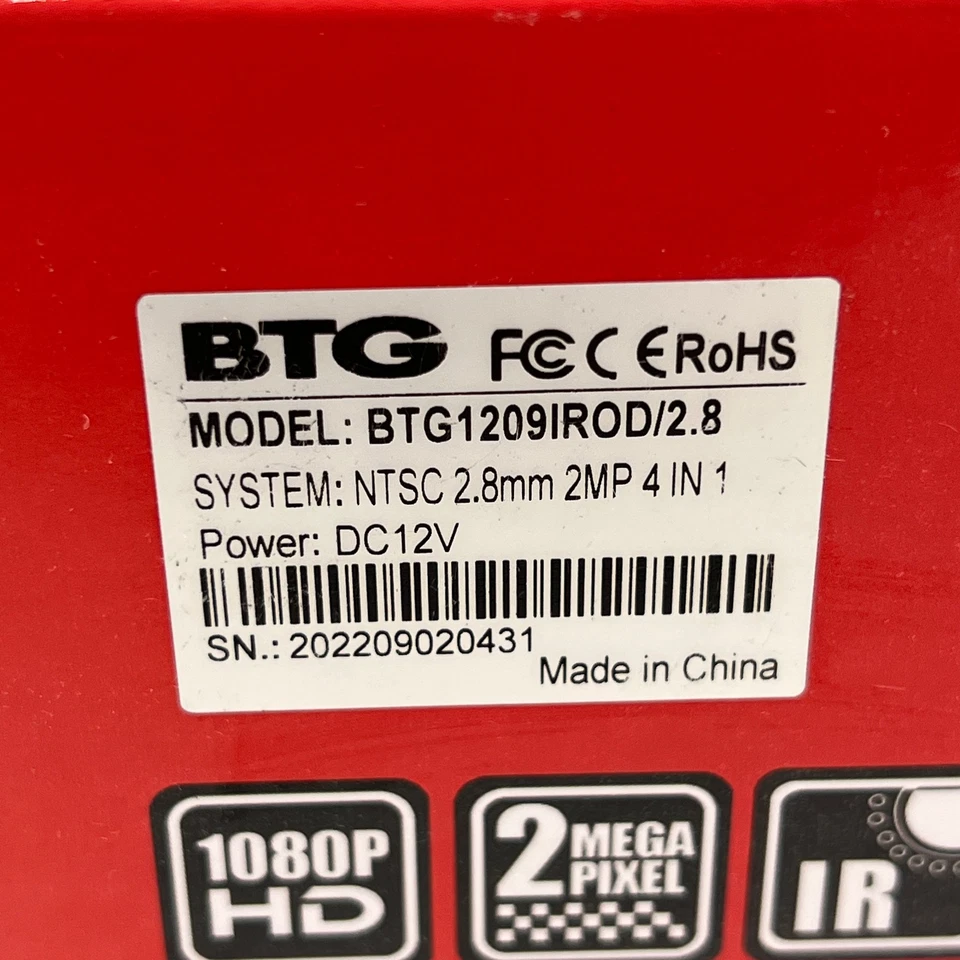 BTG FCC CE RoHS
MODEL: BTG1209IROD/2.8
SYSTEM: NTSC 2.8mm 2MP 4 IN 1
Power: DC12V
SN.: 202209020431
Made in China
1080P
HD
2 MEGA
PIXEL
IR